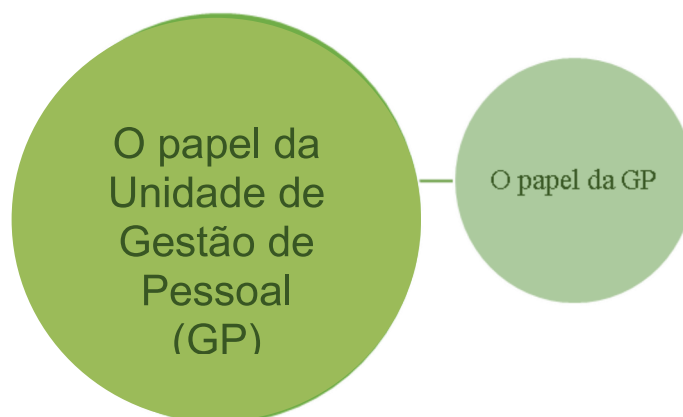 O papel da
Unidade de
Gestão de
Pessoal
(GP)
O papel da GP